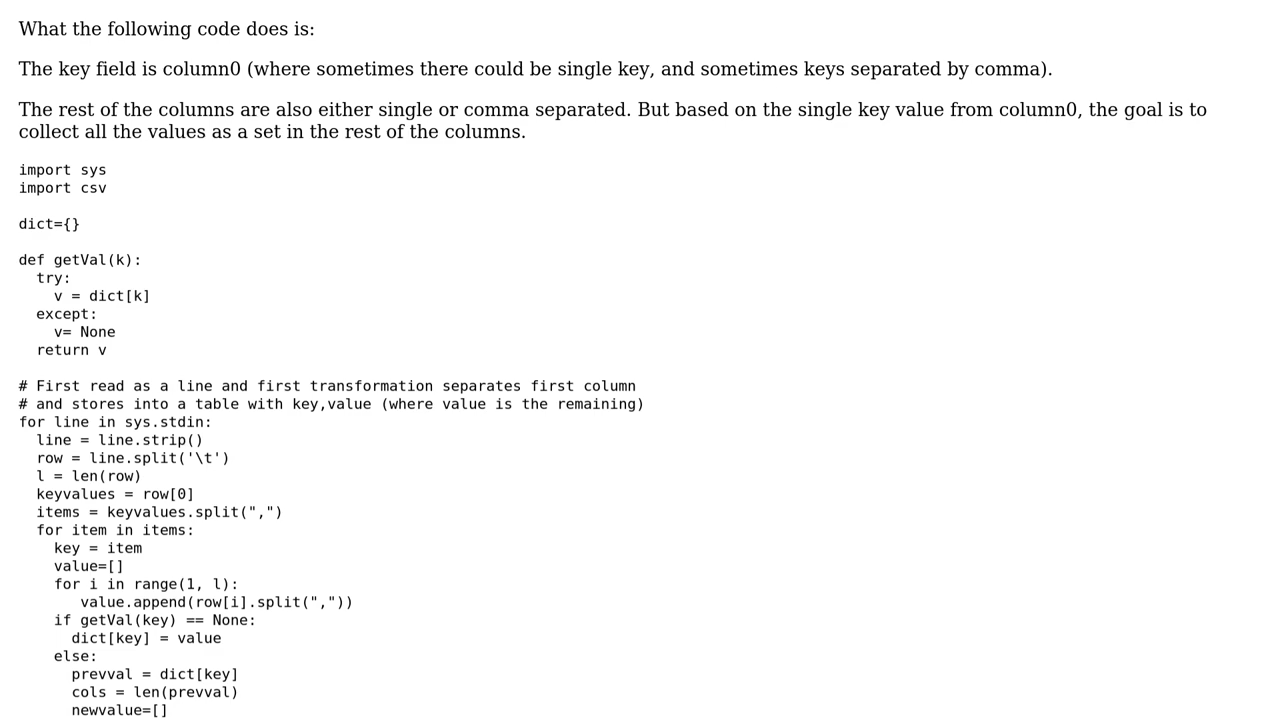 What the following code does is:
The key field is column0 (where sometimes there could be single key, and sometimes keys separated by comma).
The rest of the columns are also either single or comma separated. But based on the single key value from column0, the goal is to
collect all the values as a set in the rest of the columns.
import sys
import csv
dict={}
def getVal(k):
  try:
    v = dict[k]
  except:
    v= None
  return v
# First read as a line and first transformation separates first column
# and stores into a table with key,value (where value is the remaining)
for line in sys.stdin:
  line = line.strip()
  row = line.split('\t')
  l = len(row)
  keyvalues = row[0]
  items = keyvalues.split(",")
  for item in items:
    key = item
    value=[]
    for i in range(1, l):
       value.append(row[i].split(","))
    if getVal(key) == None:
      dict[key] = value
    else:
      prevval = dict[key]
      cols = len(prevval)
      newvalue=[]